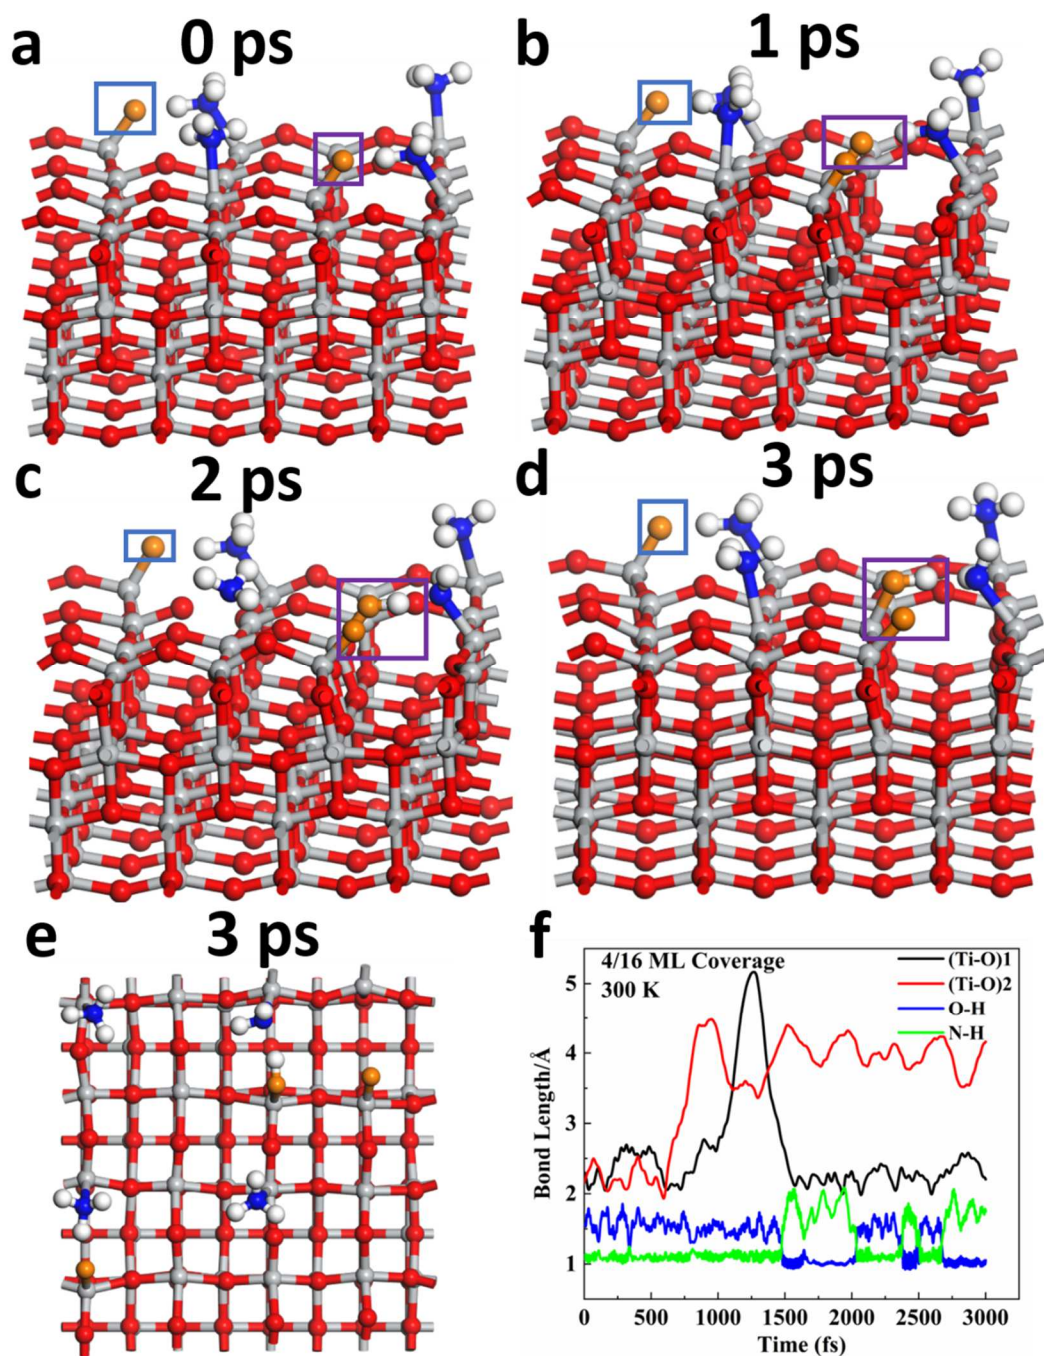 a
0 ps
b
1 ps
c
2 ps
d
3 ps
e
3 ps
f
4/16 ML Coverage
300 K
(Ti-O)1
(Ti-O)2
O-H
N-H
Bond Length/Å
5
4
3
2
1
0 500 1000 1500 2000 2500 3000
Time (fs)